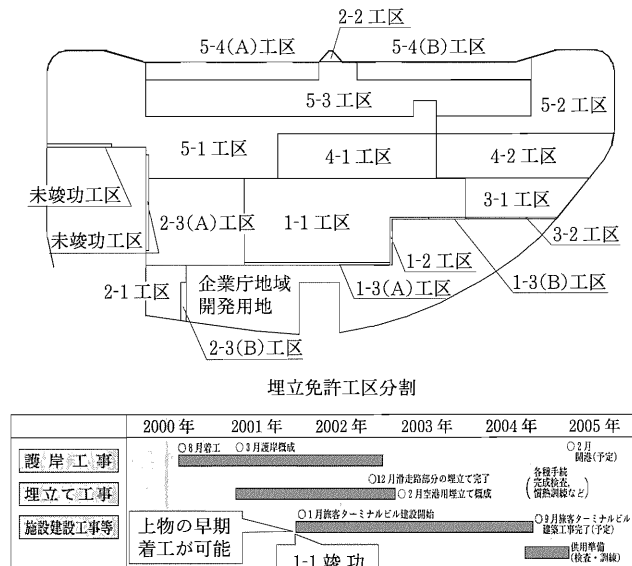 2-2 工区
5-4(A)工区
5-4(B)工区
5-3 工区
5-2 工区
5-1 工区
4-1 工区
4-2 工区
未竣功工区
3-1 工区
2-3(A)工区
1-1 工区
未竣功工区
3-2 工区
1-2 工区
2-1 工区
企業庁地域
開発用地
1-3(A)工区
1-3(B)工区
2-3(B)工区
埋立免許工区分割
2000 年 2001 年 2002 年 2003 年 2004 年 2005 年
護岸工事
○8月着工
○3月護岸概成
○2月
開港(予定)
埋立て工事
○12月滑走路部分の埋立て完了
○2月空港用埋立て概成
各種手続
完成検査、
慣熟訓練など
施設建設工事等
○1月旅客ターミナルビル建設開始
○9月旅客ターミナルビル
建築工事完了(予定)
上物の早期
着工が可能
供用準備
(検査・訓練)
1-1 竣功